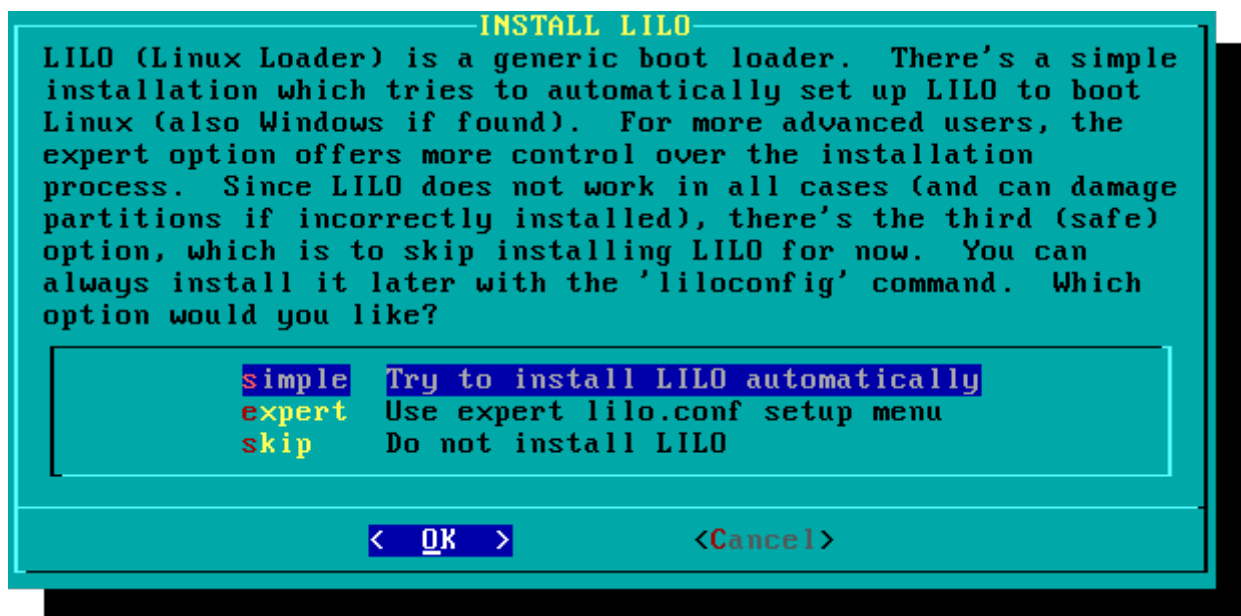 INSTALL LILO
LILO (Linux Loader) is a generic boot loader.  There's a simple
installation which tries to automatically set up LILO to boot
Linux (also Windows if found).  For more advanced users, the
expert option offers more control over the installation
process.  Since LILO does not work in all cases (and can damage
partitions if incorrectly installed), there's the third (safe)
option, which is to skip installing LILO for now.  You can
always install it later with the 'liloconfig' command.  Which
option would you like?
simple  Try to install LILO automatically
expert  Use expert lilo.conf setup menu
skip    Do not install LILO
<  OK  >          <Cancel>